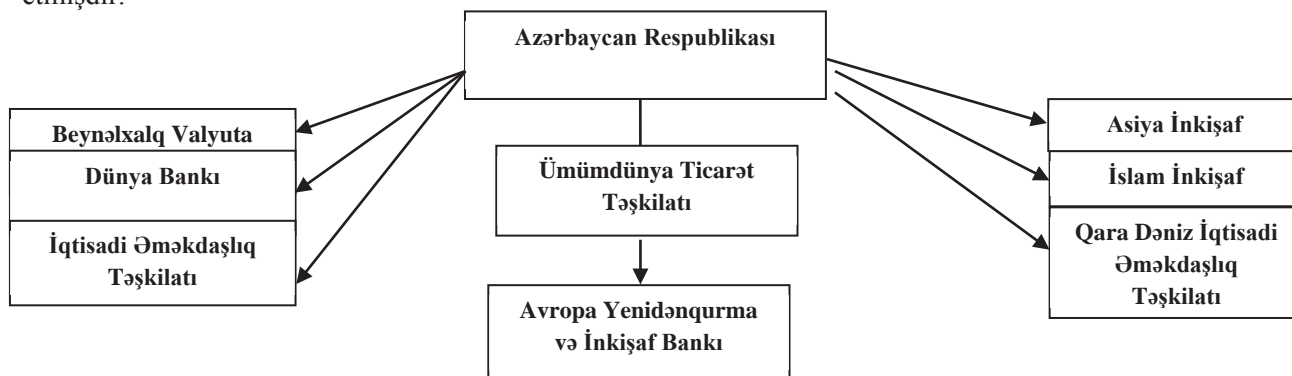 Azərbaycan Respublikası
Beynəlxalq Valyuta
Dünya Bankı
İqtisadi Əməkdaşlıq
Təşkilatı
Ümümdünya Ticarət
Təşkilatı
Avropa Yenidənqurma
və İnkişaf Bankı
Asiya İnkişaf
İslam İnkişaf
Qara Dəniz İqtisadi
Əməkdaşlıq
Təşkilatı